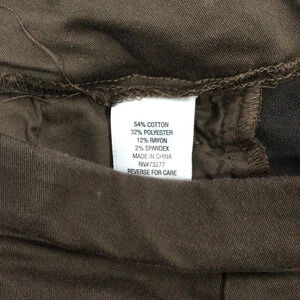 54% COTTON
32% POLYESTER
12% RAYON
2% SPANDEX
MADE IN CHINA
RN#73277
REVERSE FOR CARE